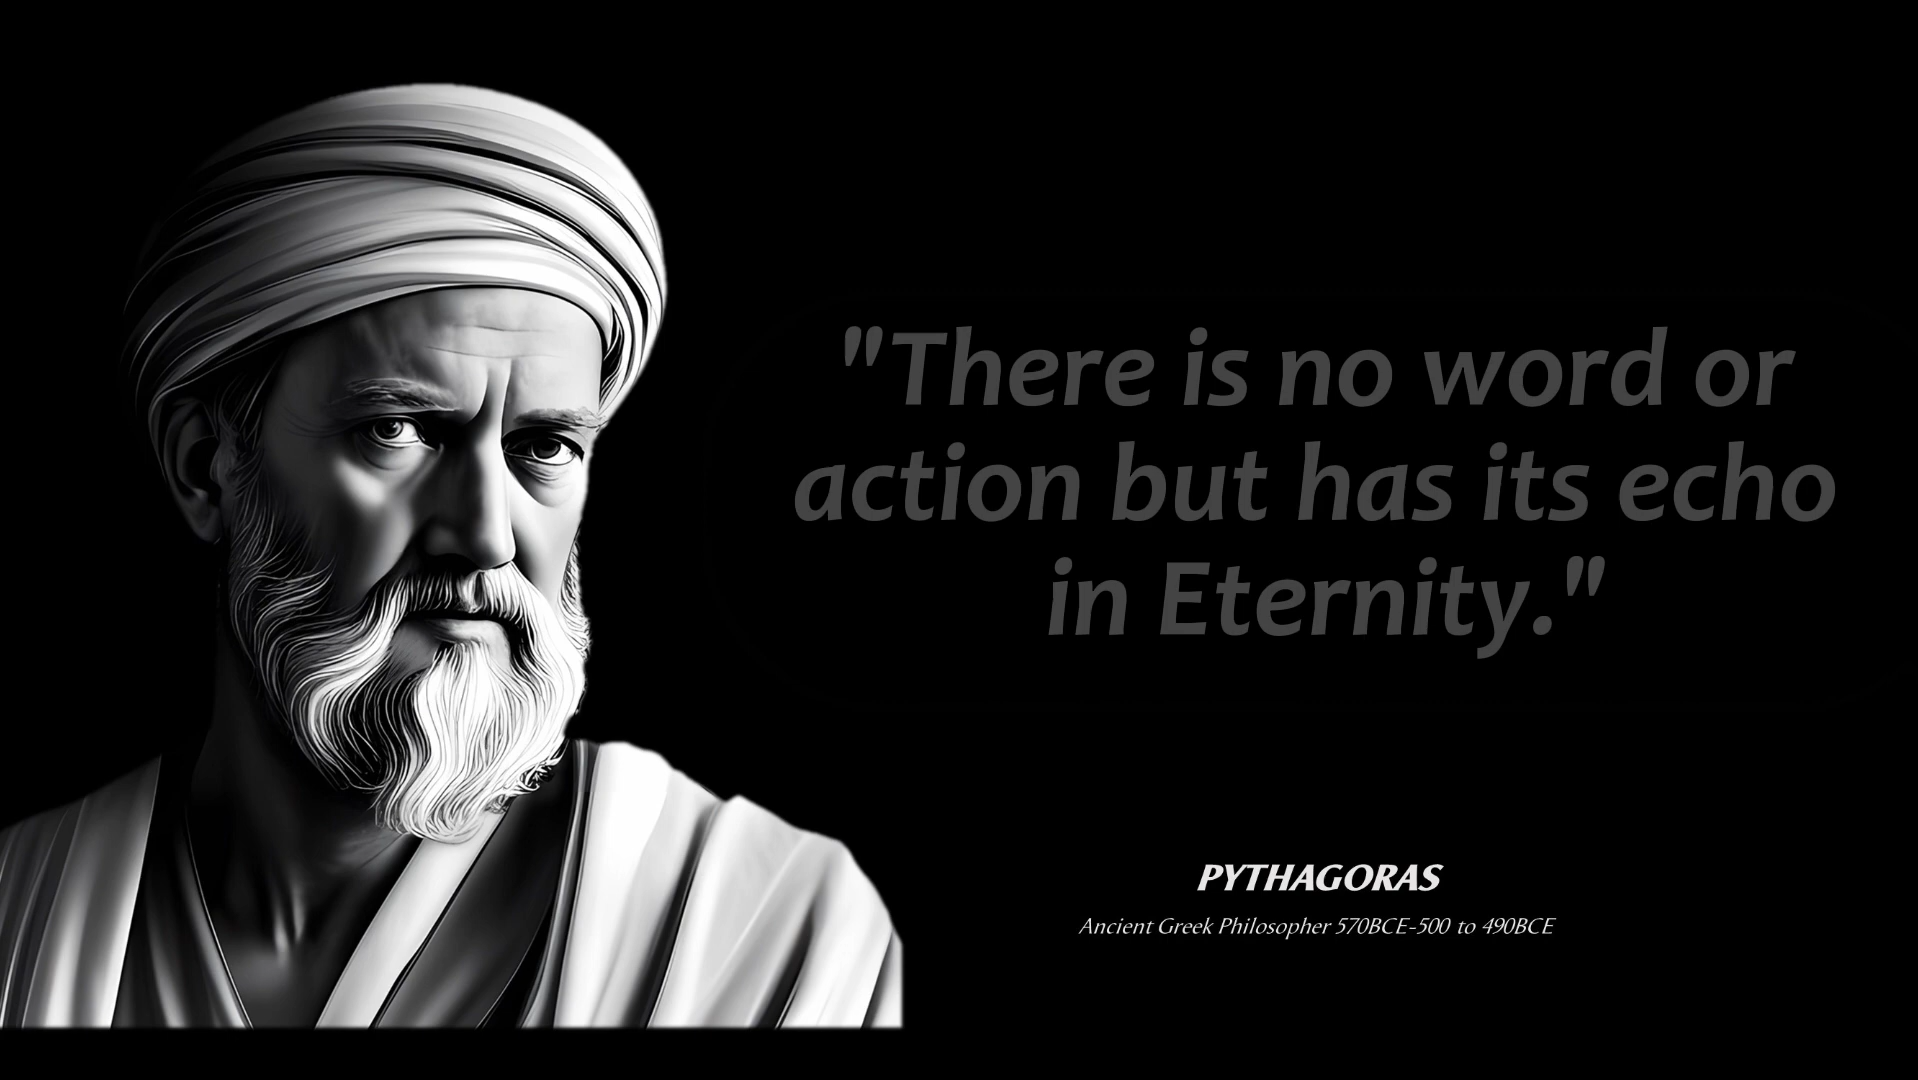 "There is no word or
action but has its echo
in Eternity."
PYTHAGORAS
Ancient Greek Philosopher 570BCE-500 to 490BCE